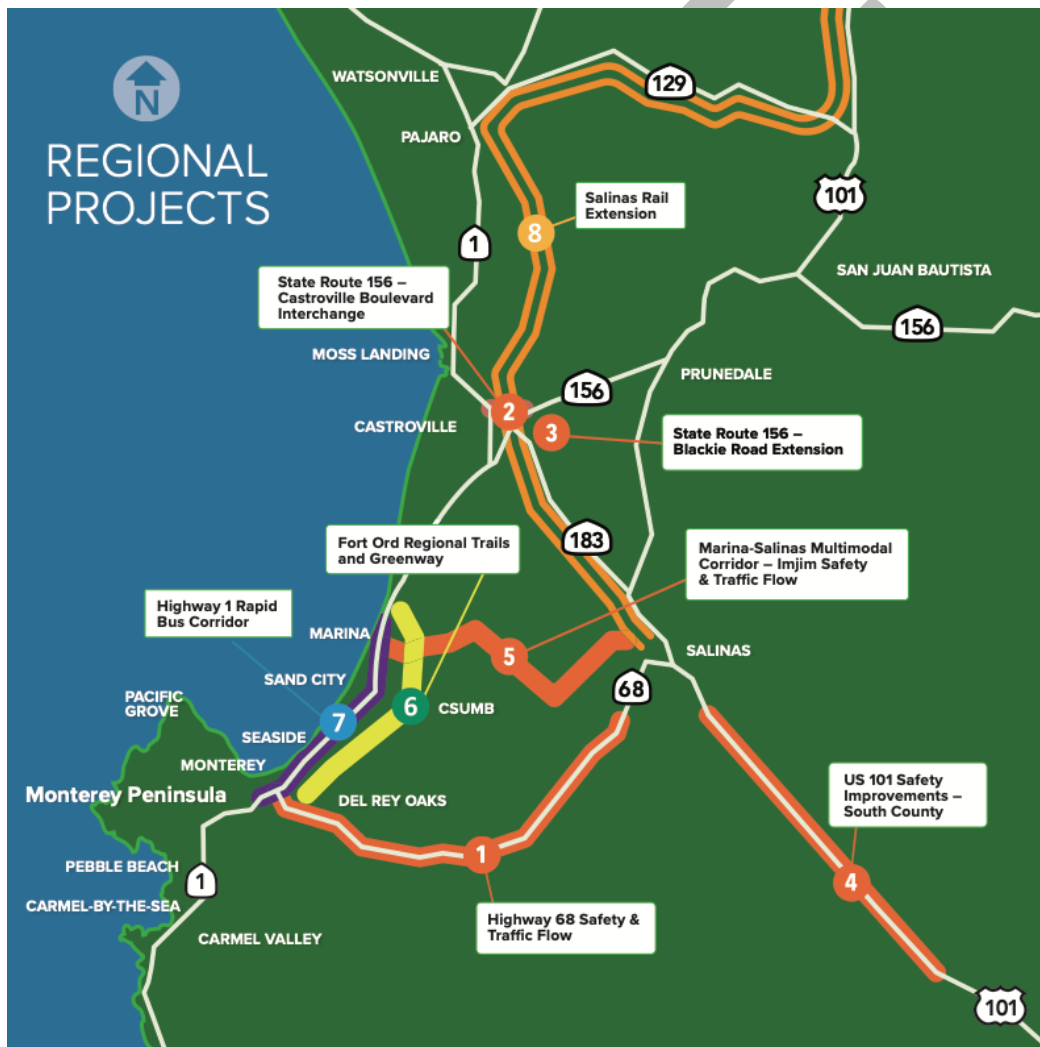 N
REGIONAL
PROJECTS
WATSONVILLE
129
PAJARO
101
8
Salinas Rail
Extension
1
SAN JUAN BAUTISTA
State Route 156 –
Castroville Boulevard
Interchange
156
MOSS LANDING
PRUNEDALE
156
2
CASTROVILLE
3
State Route 156 –
Blackie Road Extension
183
Fort Ord Regional Trails
and Greenway
Marina-Salinas Multimodal
Corridor – Imjim Safety
& Traffic Flow
Highway 1 Rapid
Bus Corridor
MARINA
5
SALINAS
SAND CITY
68
PACIFIC
GROVE
6
CSUMB
7
SEASIDE
MONTEREY
Monterey Peninsula
DEL REY OAKS
US 101 Safety
Improvements –
South County
1
PEBBLE BEACH
1
4
CARMEL-BY-THE-SEA
Highway 68 Safety &
Traffic Flow
CARMEL VALLEY
101